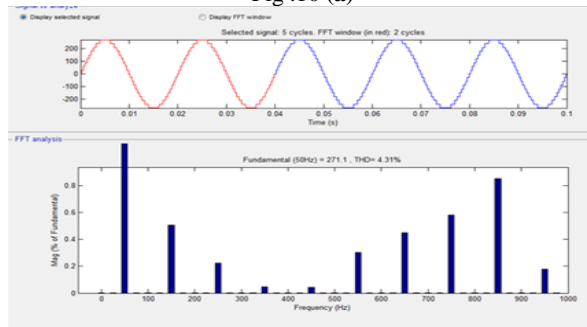 Display selected signal
Display FFT window
Selected signal: 5 cycles. FFT window (in red): 2 cycles
200
100
0
-100
-200
0 0.01 0.02 0.03 0.04 0.05 0.06 0.07 0.08 0.09 0.1
Time (s)
FFT analysis
Fundamental (50Hz) = 271.1 , THD= 4.31%
Mag (% of Fundamental)
0.8
0.6
0.4
0.2
0
0 100 200 300 400 500 600 700 800 900 1000
Frequency (Hz)